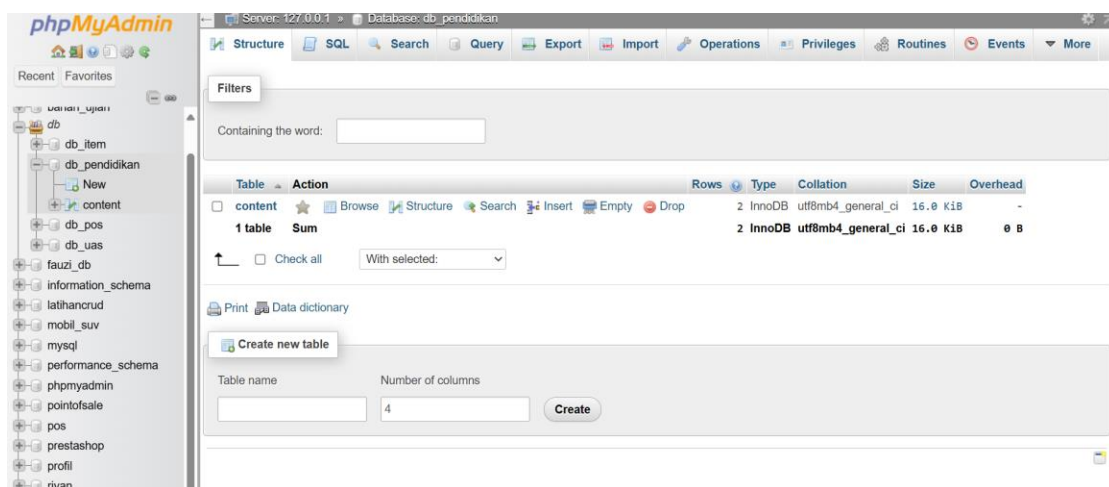 phpMyAdmin
Recent Favorites
bahan_ujian
db
db_item
db_pendidikan
New
content
db_pos
db_uas
fauzi_db
information_schema
latihancrud
mobil_suv
mysql
performance_schema
phpmyadmin
pointofsale
pos
prestashop
profil
Server: 127.0.0.1 » Database: db_pendidikan
Structure SQL Search Query Export Import Operations Privileges Routines Events More
Filters
Containing the word:
Table Action Rows Type Collation Size Overhead
content Browse Structure Search Insert Empty Drop 2 InnoDB utf8mb4_general_ci 16.0 KiB -
1 table Sum 2 InnoDB utf8mb4_general_ci 16.0 KiB 0 B
Check all With selected:
Print Data dictionary
Create new table
Table name Number of columns
4 Create